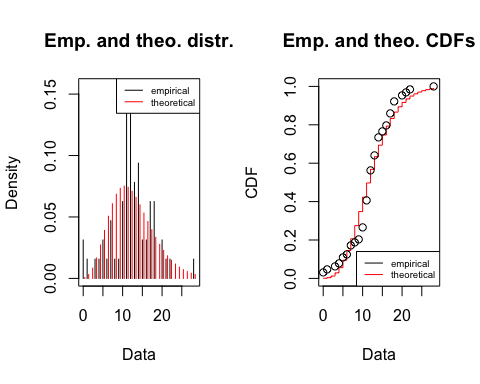 Emp. and theo. distr.
empirical
theoretical
0.15
0.10
0.05
0.00
Density
0
10
20
Data
Emp. and theo. CDFs
1.0
0.8
0.6
0.4
0.2
0.0
CDF
empirical
theoretical
0
10
20
Data